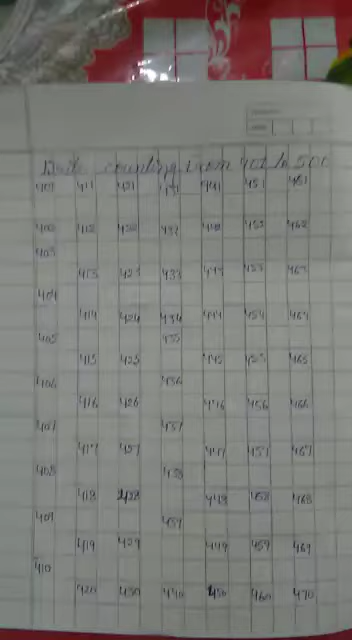 counting from 401 to 500
401 411 421 431 441 451 461
402 412 422 432 442 452 462
403
413 423 433 443 453 463
404
414 424 434 444 454 464
405 435
415 425 445 455 465
406 436
416 426 446 456 466
407 437
417 427 447 457 467
408 438
418 428 448 458 468
409 439
419 429 449 459 469
410
420 430 440 450 460 470